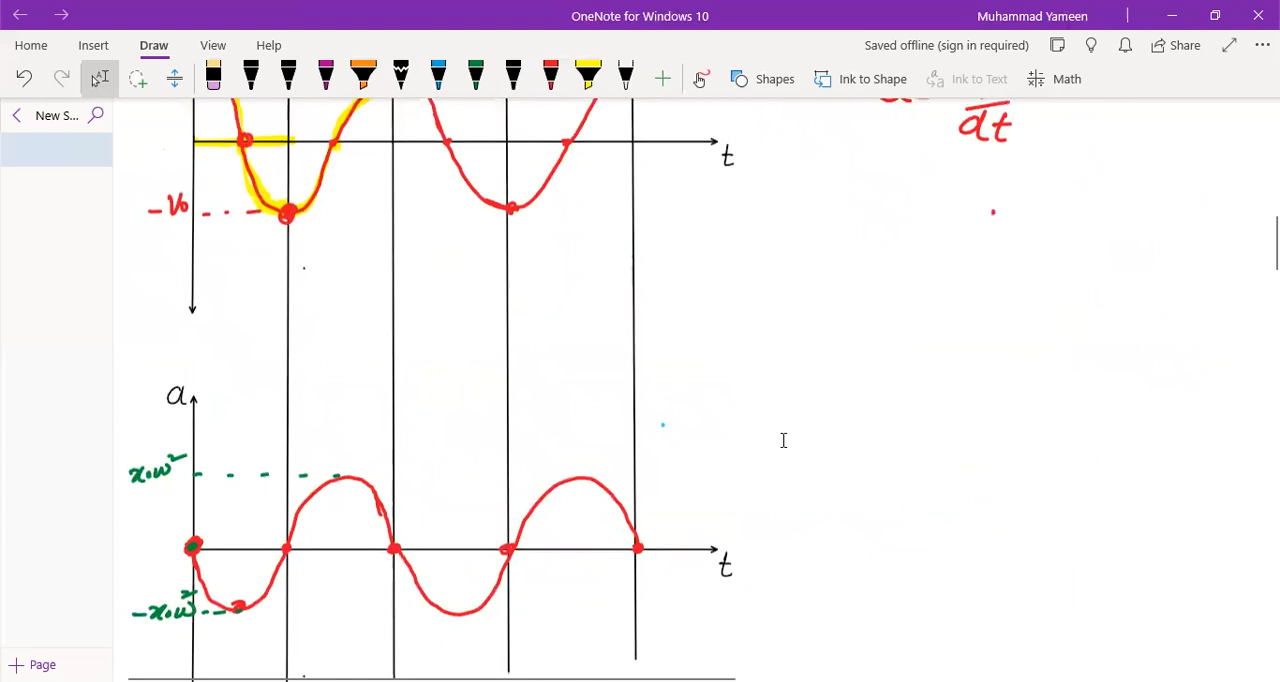 OneNote for Windows 10
Muhammad Yameen
Home Insert Draw View Help
Saved offline (sign in required)
Share
Shapes
Ink to Shape
Ink to Text
Math
New S...
dt
t
-V₀
a
x₀ω²
t
-x₀ω²
Page